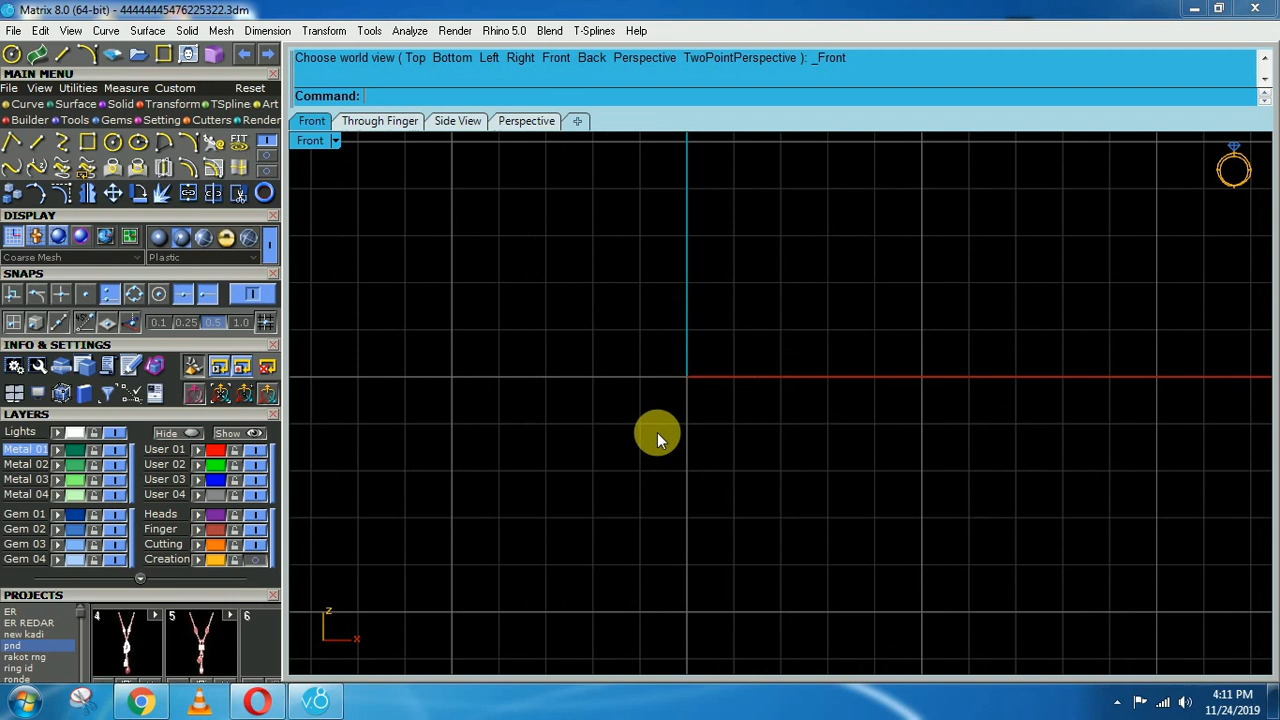 Matrix 8.0 (64-bit) - 44444445476225322.3dm
File Edit View Curve Surface Solid Mesh Dimension Transform Tools Analyze Render Rhino 5.0 Blend T-Splines Help
Choose world view ( Top Bottom Left Right Front Back Perspective TwoPointPerspective ): _Front
Command:
MAIN MENU
File View Utilities Measure Custom Reset
Curve Surface Solid Transform TSpline Art
Builder Tools Gems Setting Cutters Render
FIT
Front Through Finger Side View Perspective
Front
DISPLAY
Coarse Mesh Plastic
SNAPS
0.1 0.25 0.5 1.0
INFO & SETTINGS
LAYERS
Lights Hide Show
Metal 01 User 01
Metal 02 User 02
Metal 03 User 03
Metal 04 User 04
Gem 01 Heads
Gem 02 Finger
Gem 03 Cutting
Gem 04 Creation
PROJECTS
ER
ER REDAR
new kadi
pnd
rakot rng
ring id
ronde
4 5 6
z
x
v8
4:11 PM
11/24/2019